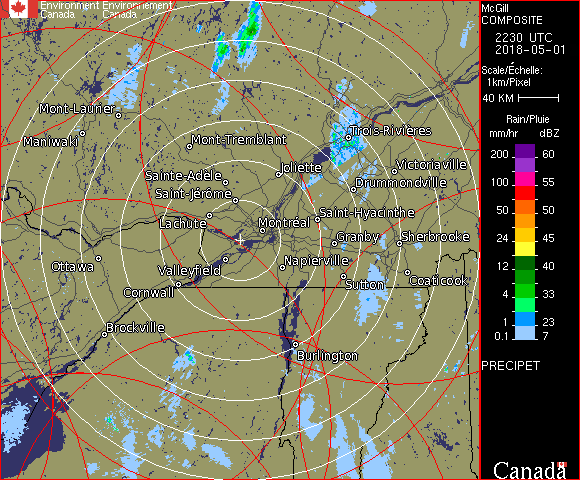 Environment Environnement
Canada Canada
McGill
COMPOSITE
2230 UTC
2018-05-01
Scale/Échelle:
1km/Pixel
40 KM
Rain/Pluie
mm/hr dBZ
200 60
100 55
50 50
24 45
12 40
4 33
1 23
0.1 7
PRECIPET
Canada
Mont-Laurier
Maniwaki
Mont-Tremblant
Trois-Rivières
Joliette
Victoriaville
Sainte-Adèle
Drummondville
Saint-Jérôme
Lachute
Saint-Hyacinthe
Montréal
Granby
Sherbrooke
Ottawa
Valleyfield
Napierville
Cornwall
Sutton
Coaticook
Brockville
Burlington